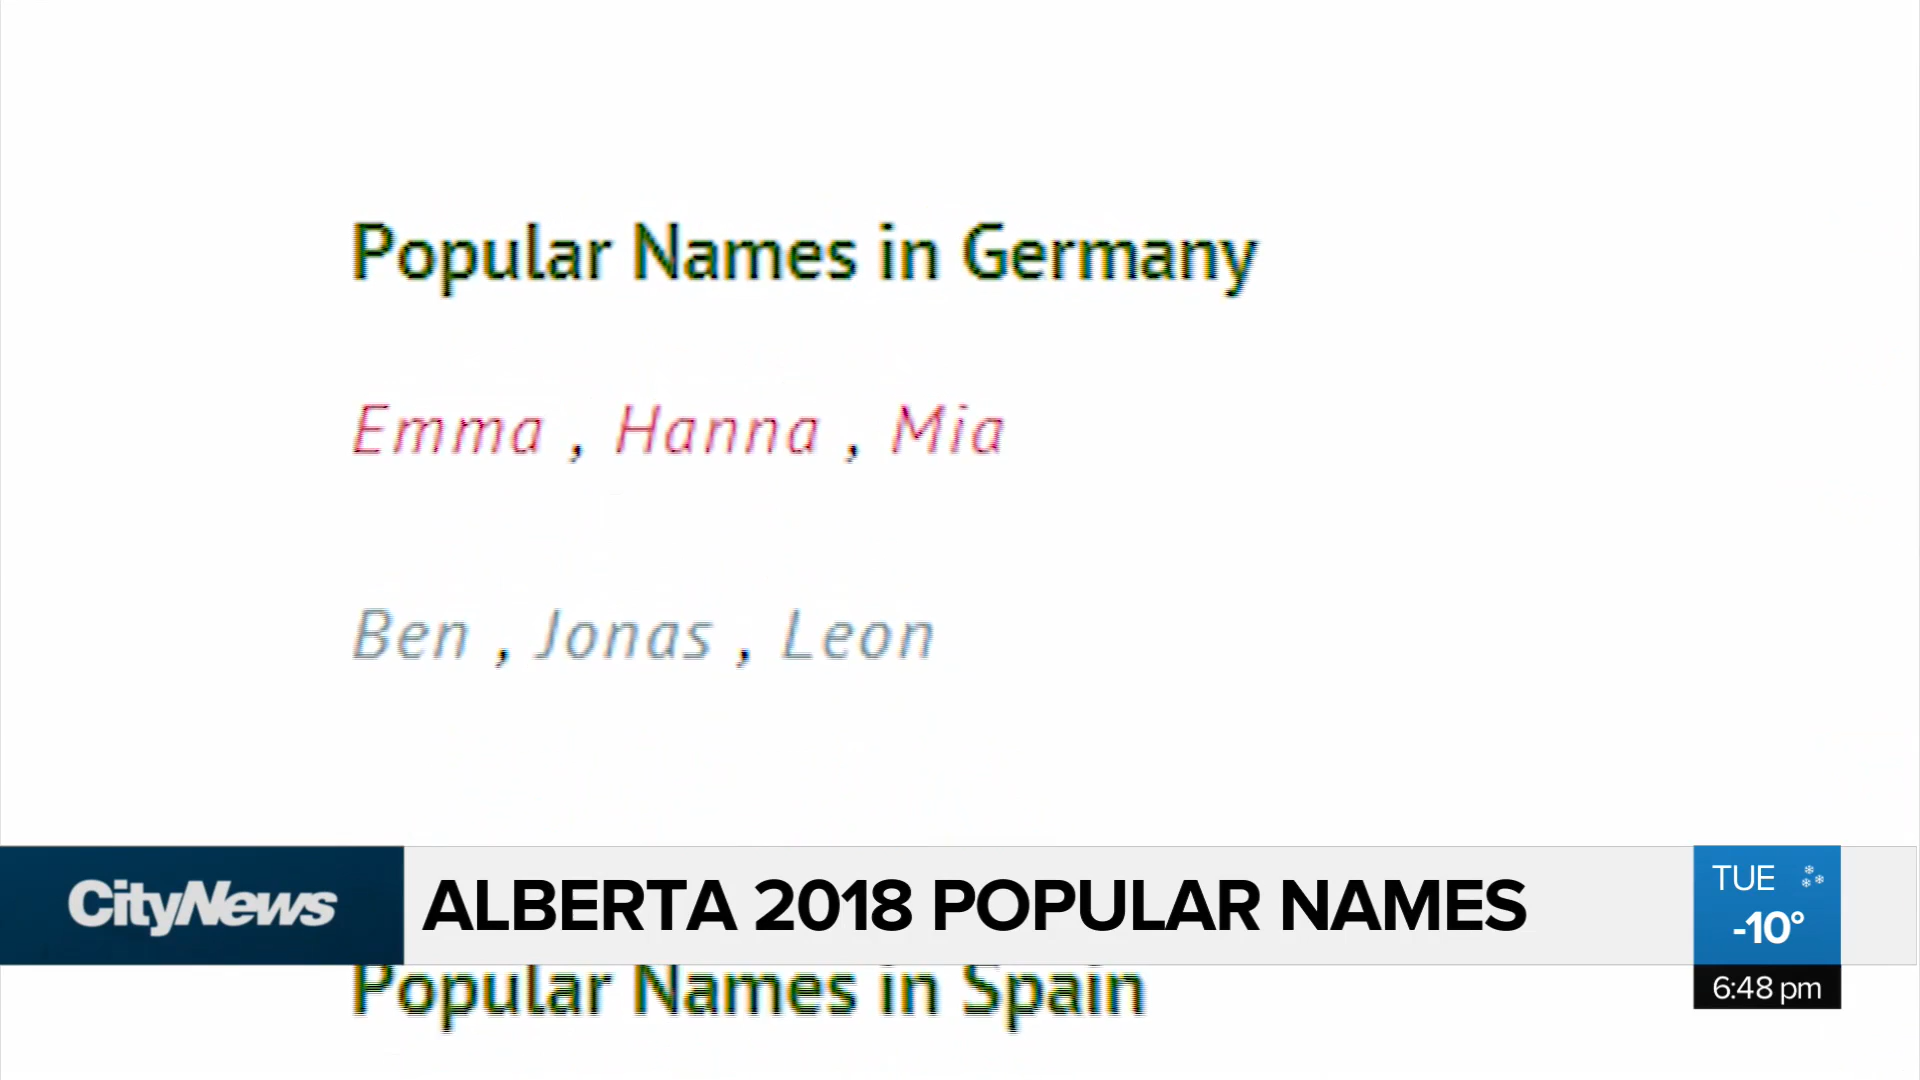 Popular Names in Germany
Emma , Hanna , Mia
Ben , Jonas , Leon
CityNews
ALBERTA 2018 POPULAR NAMES
TUE
-10°
6:48 pm
Popular Names in Spain